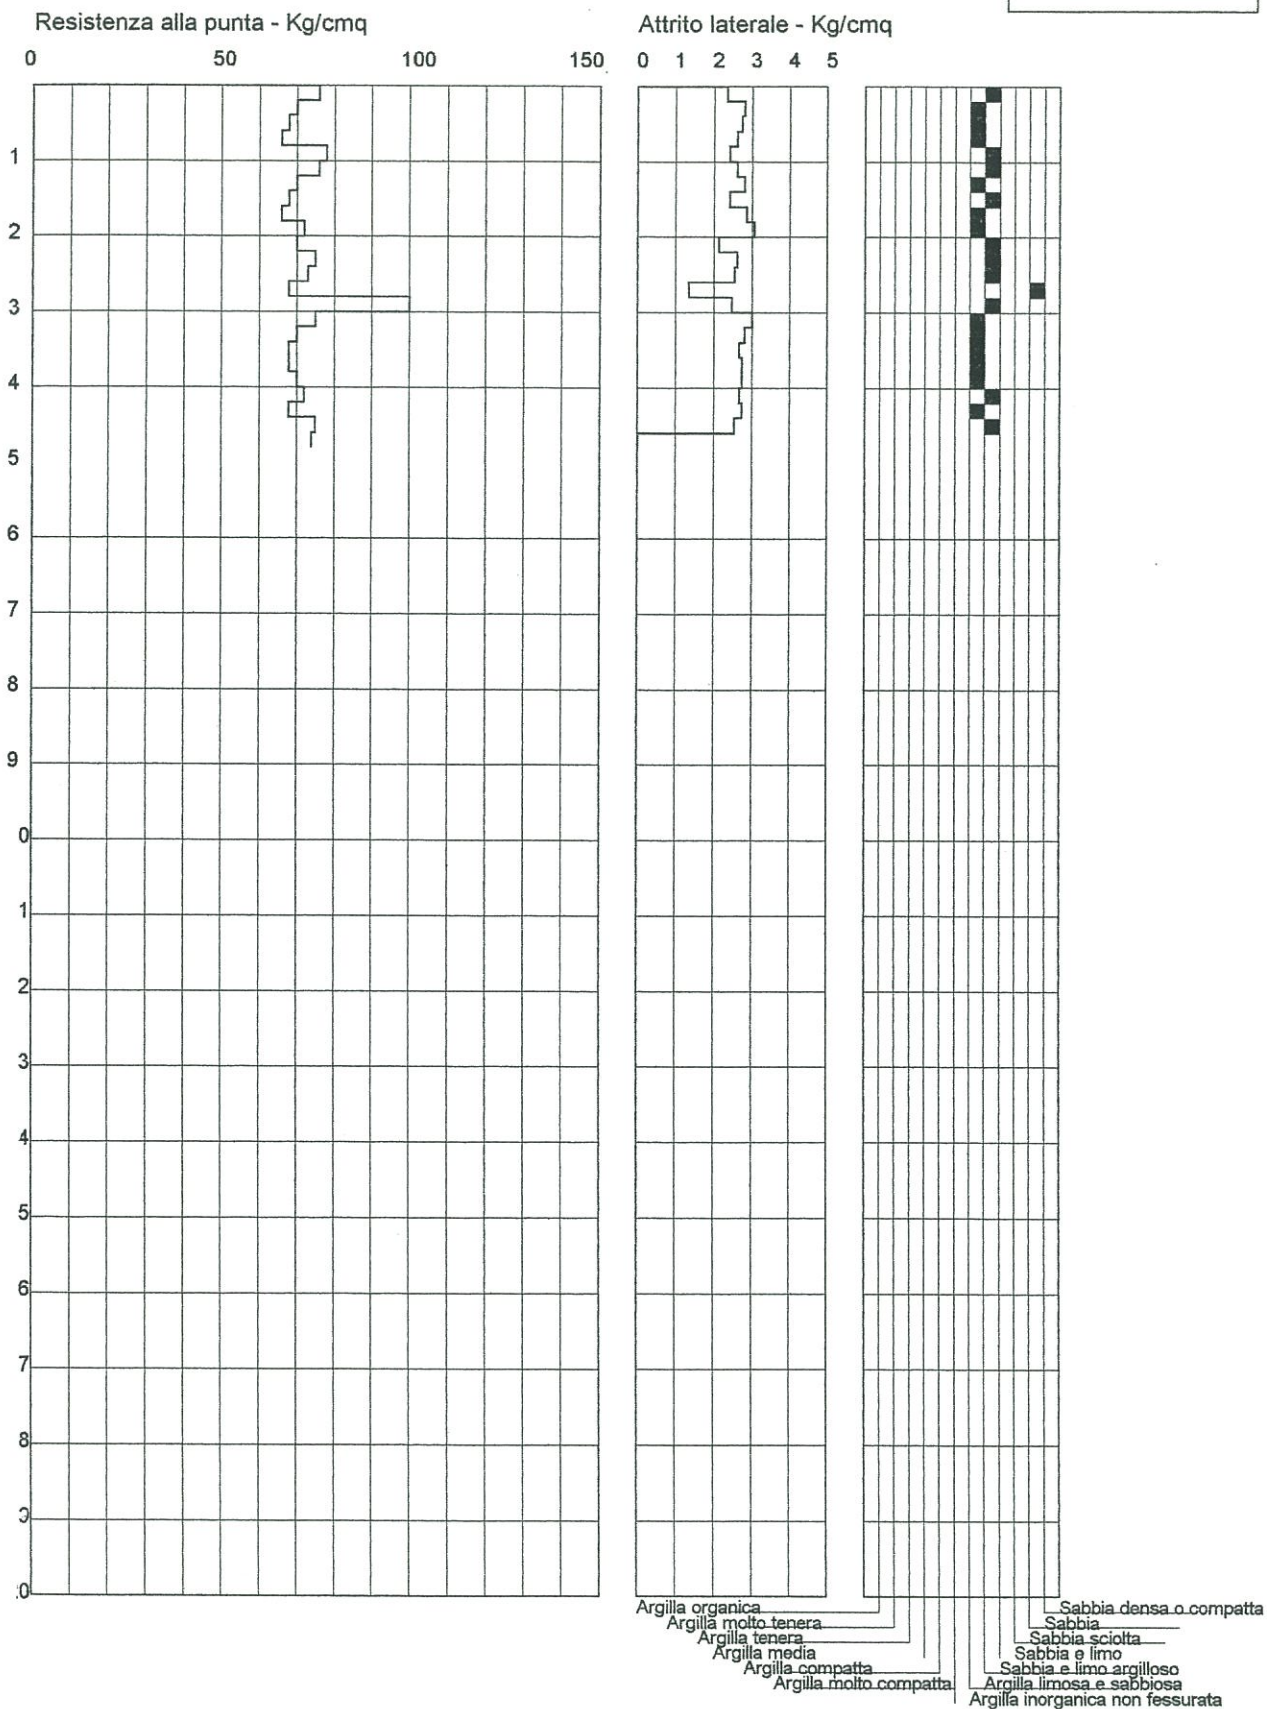 Resistenza alla punta - Kg/cmq
Attrito laterale - Kg/cmq
0 50 100 150
0 1 2 3 4 5
1
2
3
4
5
6
7
8
9
0
1
2
3
4
5
6
7
8
9
0
Argilla organica
Argilla molto tenera
Argilla tenera
Argilla media
Argilla compatta
Argilla molto compatta
Sabbia densa o compatta
Sabbia
Sabbia sciolta
Sabbia e limo
Sabbia e limo argilloso
Argilla limosa e sabbiosa
Argilla inorganica non fessurata